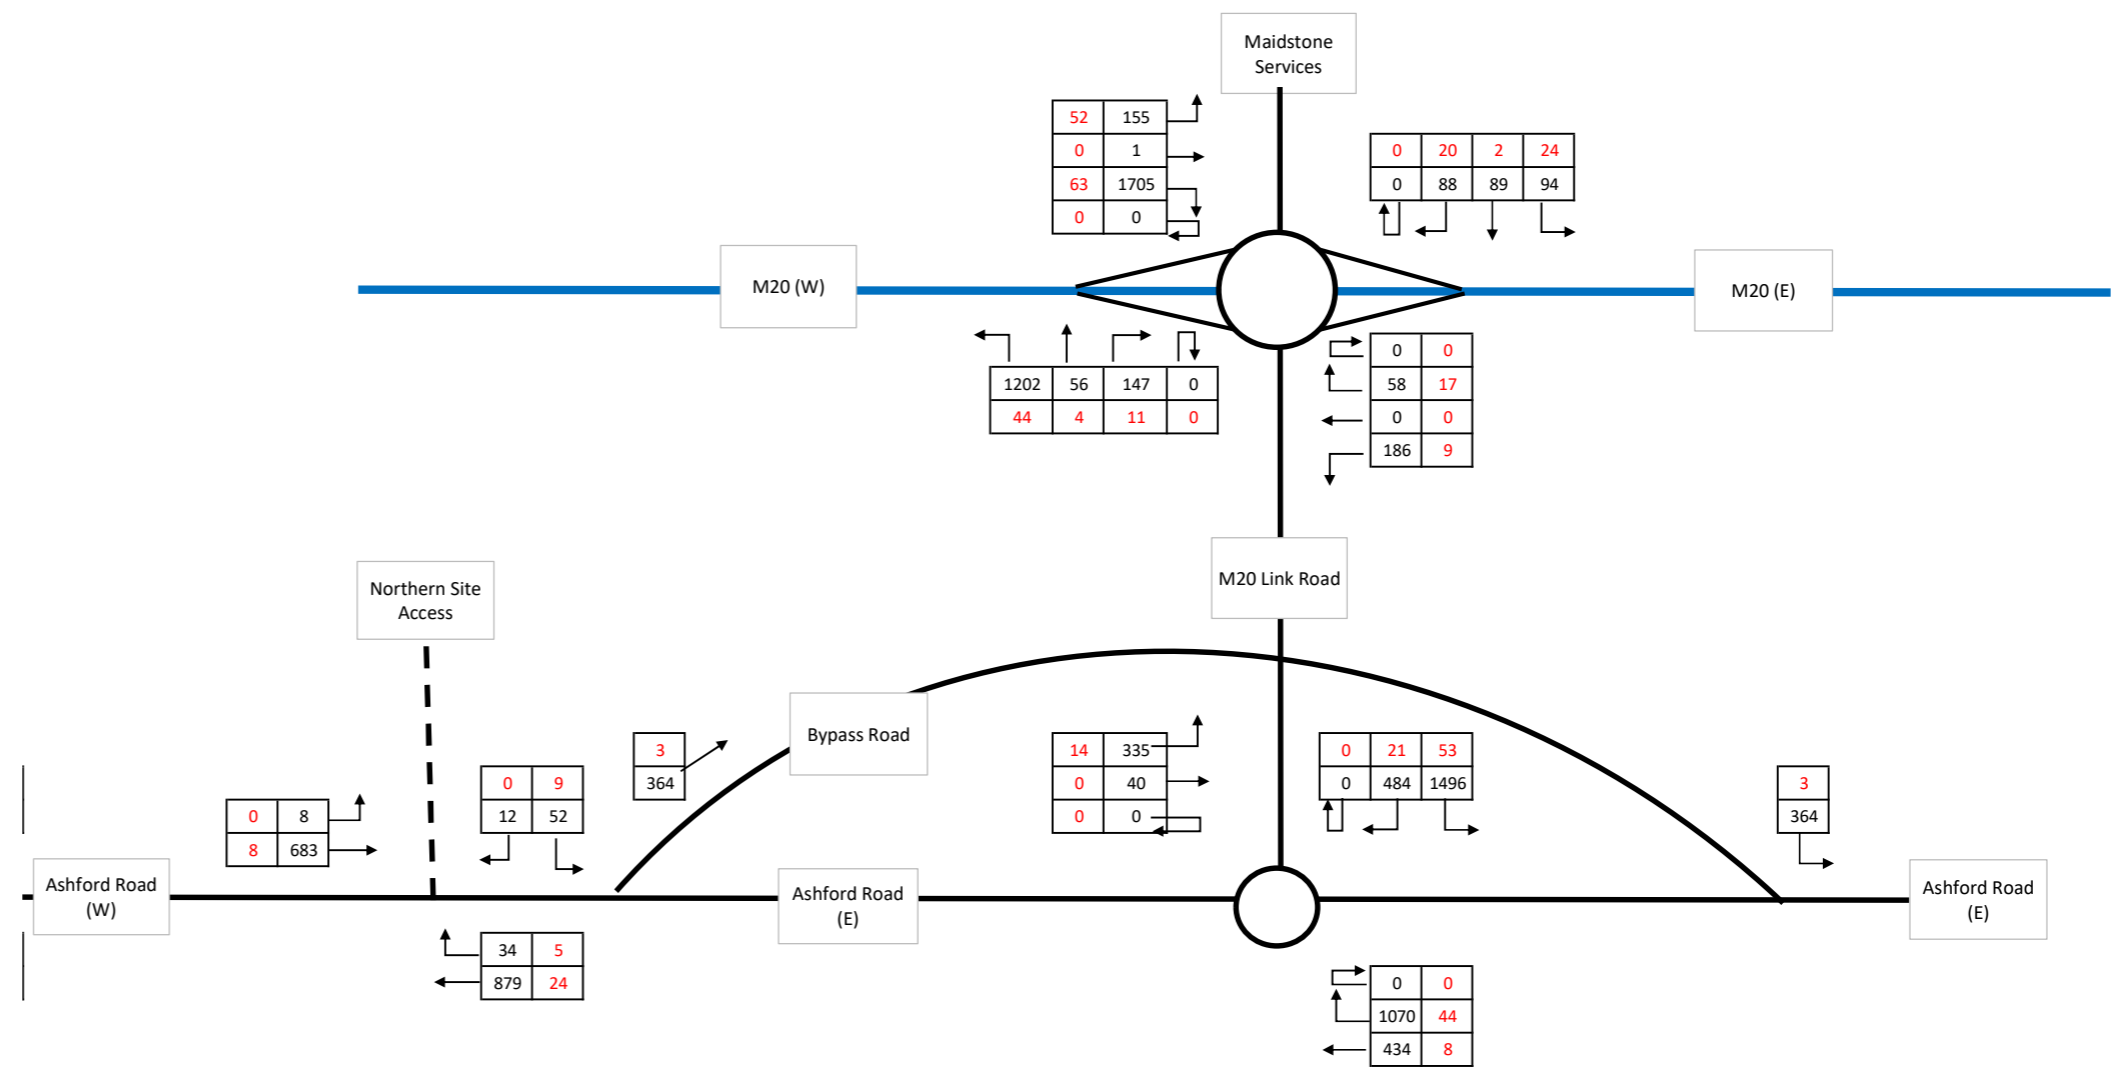 Maidstone
Services
52 155
0 1
63 1705
0 0
0 20 2 24
0 88 89 94
M20 (W)
M20 (E)
1202 56 147 0
44 4 11 0
0 0
58 17
0 0
186 9
M20 Link Road
Northern Site
Access
Bypass Road
0 8
8 683
0 9
12 52
3
364
14 335
0 40
0 0
0 21 53
0 484 1496
3
364
Ashford Road
(W)
Ashford Road
(E)
Ashford Road
(E)
34 5
879 24
0 0
1070 44
434 8